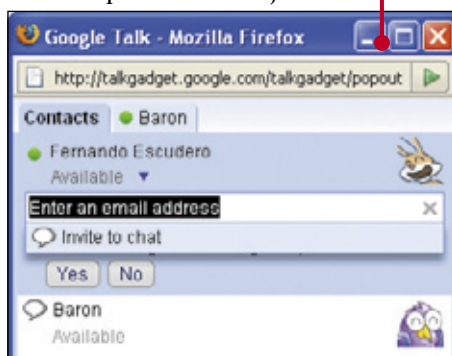 Google Talk - Mozilla Firefox
http://talkgadget.google.com/talkgadget/popout
Contacts Baron
Fernando Escudero
Available
Enter an email address
Invite to chat
Yes No
Baron
Available